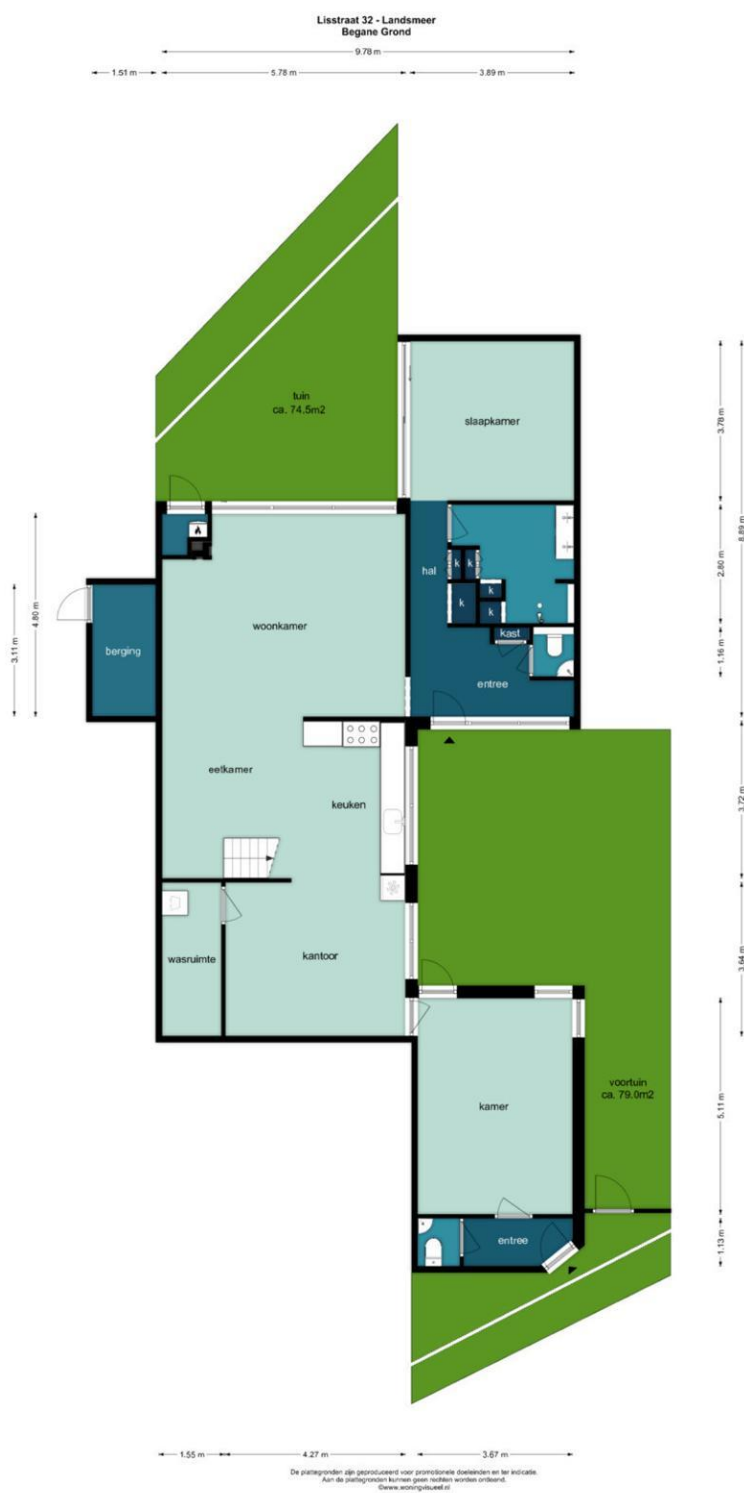 Lisstraat 32 - Landsmeer
Begane Grond
9.78 m
1.51 m
5.78 m
3.89 m
tuin
ca. 74.5m2
slaapkamer
3.78 m
8.89 m
2.80 m
4.80 m
3.11 m
hal
k
k
k
k
k
kast
1.16 m
woonkamer
berging
entree
eetkamer
keuken
3.72 m
wasruimte
kantoor
3.64 m
voortuin
ca. 79.0m2
kamer
5.11 m
entree
1.13 m
1.55 m
4.27 m
3.67 m
De plattegronden zijn geproduceerd voor promotionele doeleinden en ter indicatie.
Aan de plattegronden kunnen geen rechten worden ontleend.
©www.woningvisueel.nl